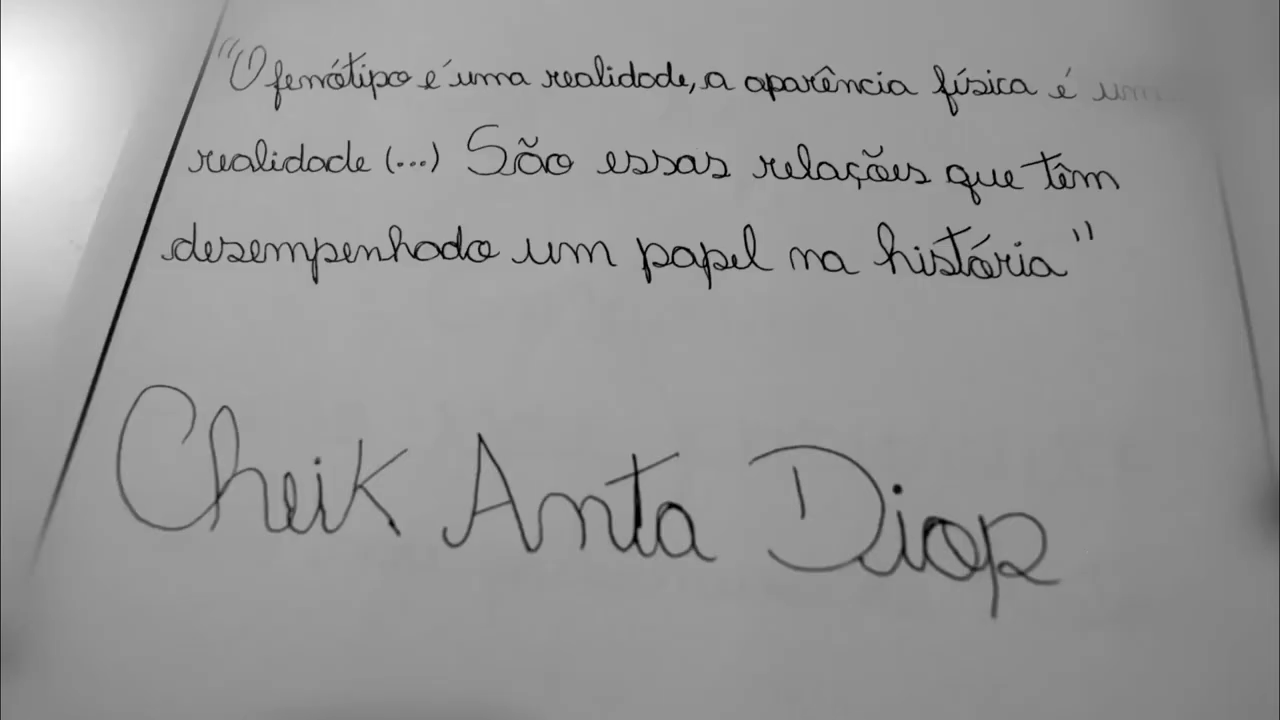 "O fenótipo é uma realidade, a aparência física é um
realidade (...) São essas relações que têm
desempenhado um papel na história"
Cheik Anta Diop